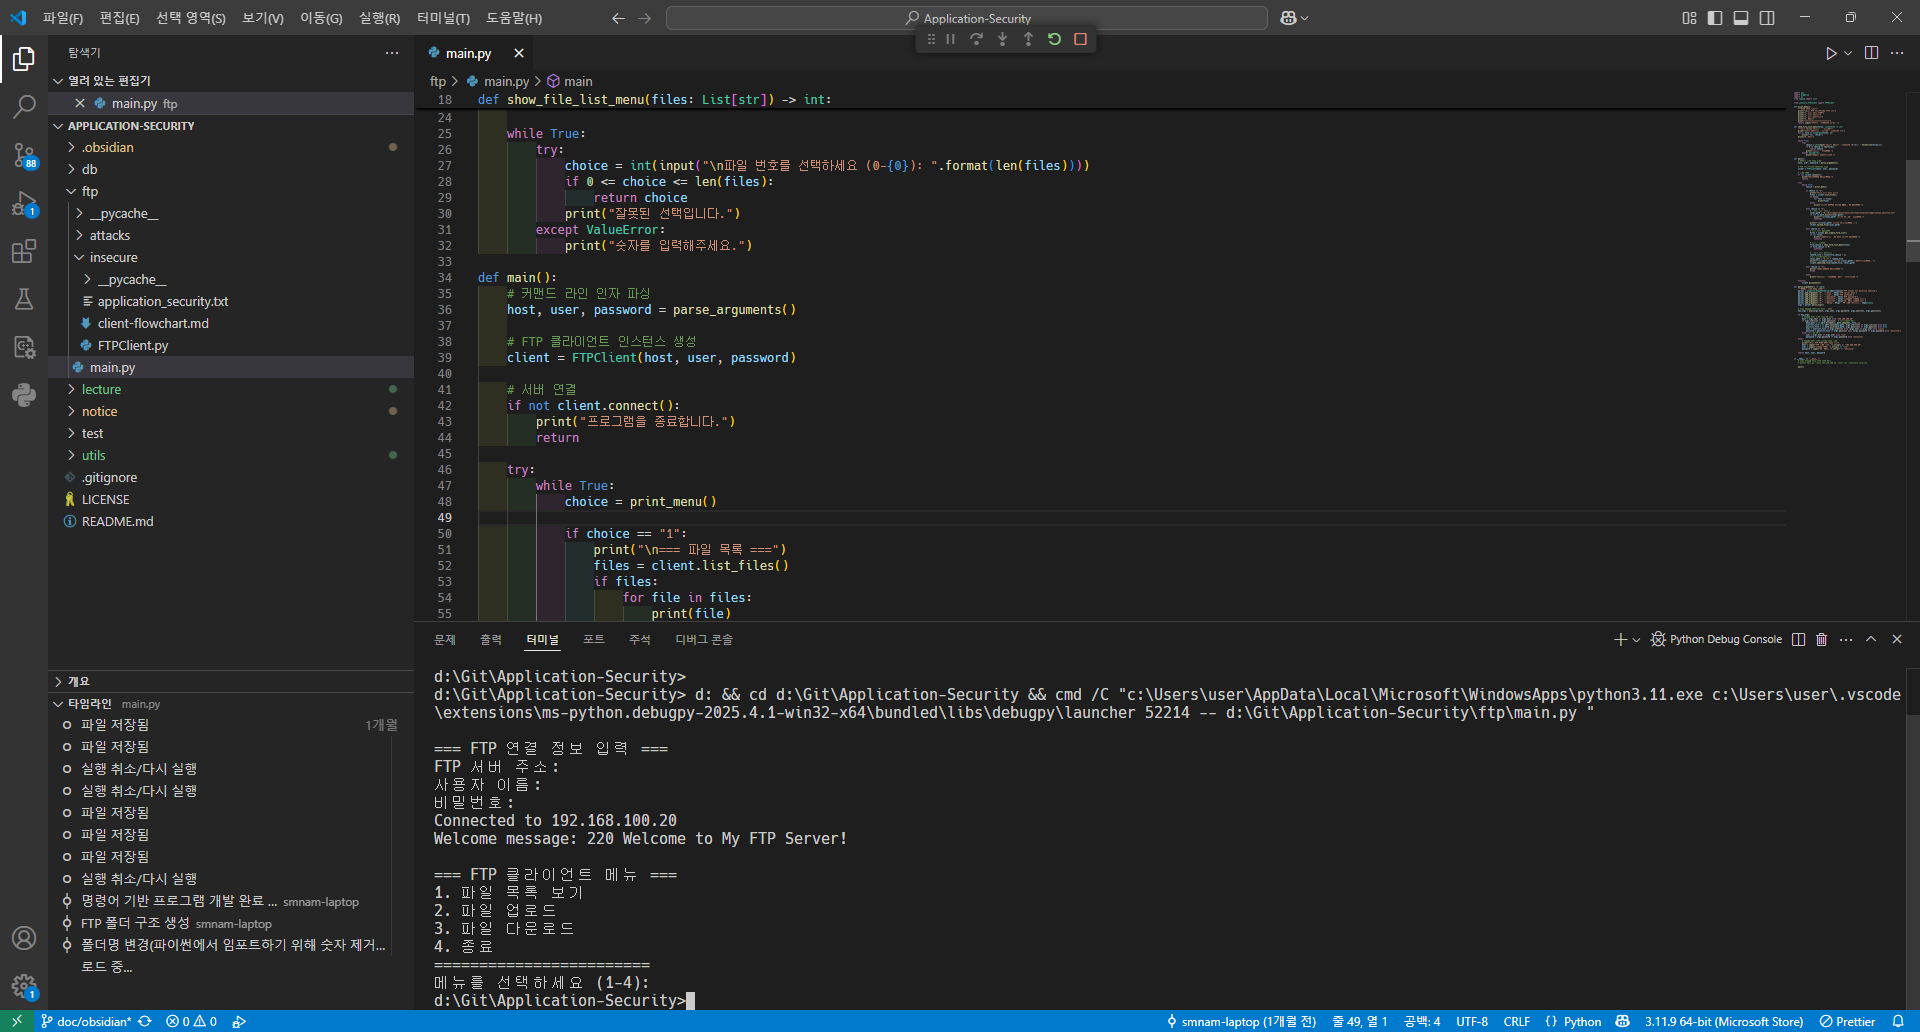 파일(F) 편집(E) 선택 영역(S) 보기(V) 이동(G) 실행(R) 터미널(T) 도움말(H)
Application-Security
탐색기
열려 있는 편집기
main.py ftp
APPLICATION-SECURITY
.obsidian
db
ftp
__pycache__
attacks
insecure
__pycache__
application_security.txt
client-flowchart.md
FTPClient.py
main.py
lecture
notice
test
utils
.gitignore
LICENSE
README.md
88
1
1
개요
타임라인 main.py
파일 저장됨 1개월
파일 저장됨
실행 취소/다시 실행
실행 취소/다시 실행
파일 저장됨
파일 저장됨
파일 저장됨
실행 취소/다시 실행
명령어 기반 프로그램 개발 완료 ... smnam-laptop
FTP 폴더 구조 생성 smnam-laptop
폴더명 변경(파이썬에서 임포트하기 위해 숫자 제거...
로드 중...
main.py
ftp > main.py > main
18 def show_file_list_menu(files: List[str]) -> int:
24
25 while True:
26 try:
27 choice = int(input("\n파일 번호를 선택하세요 (0-{0}): ".format(len(files))))
28 if 0 <= choice <= len(files):
29 return choice
30 print("잘못된 선택입니다.")
31 except ValueError:
32 print("숫자를 입력해주세요.")
33
34 def main():
35 # 커맨드 라인 인자 파싱
36 host, user, password = parse_arguments()
37
38 # FTP 클라이언트 인스턴스 생성
39 client = FTPClient(host, user, password)
40
41 # 서버 연결
42 if not client.connect():
43 print("프로그램을 종료합니다.")
44 return
45
46 try:
47 while True:
48 choice = print_menu()
49
50 if choice == "1":
51 print("\n=== 파일 목록 ===")
52 files = client.list_files()
53 if files:
54 for file in files:
55 print(file)
문제 출력 터미널 포트 주석 디버그 콘솔
Python Debug Console
d:\Git\Application-Security>
d:\Git\Application-Security> d: && cd d:\Git\Application-Security && cmd /C "c:\Users\user\AppData\Local\Microsoft\WindowsApps\python3.11.exe c:\Users\user\.vscode
\extensions\ms-python.debugpy-2025.4.1-win32-x64\bundled\libs\debugpy\launcher 52214 -- d:\Git\Application-Security\ftp\main.py "
=== FTP 연결 정보 입력 ===
FTP 서버 주소:
사용자 이름:
비밀번호:
Connected to 192.168.100.20
Welcome message: 220 Welcome to My FTP Server!
=== FTP 클라이언트 메뉴 ===
1. 파일 목록 보기
2. 파일 업로드
3. 파일 다운로드
4. 종료
========================
메뉴를 선택하세요 (1-4):
d:\Git\Application-Security>
doc/obsidian* 0 0 smnam-laptop (1개월 전) 줄 49, 열 1 공백: 4 UTF-8 CRLF {} Python 3.11.9 64-bit (Microsoft Store) Prettier